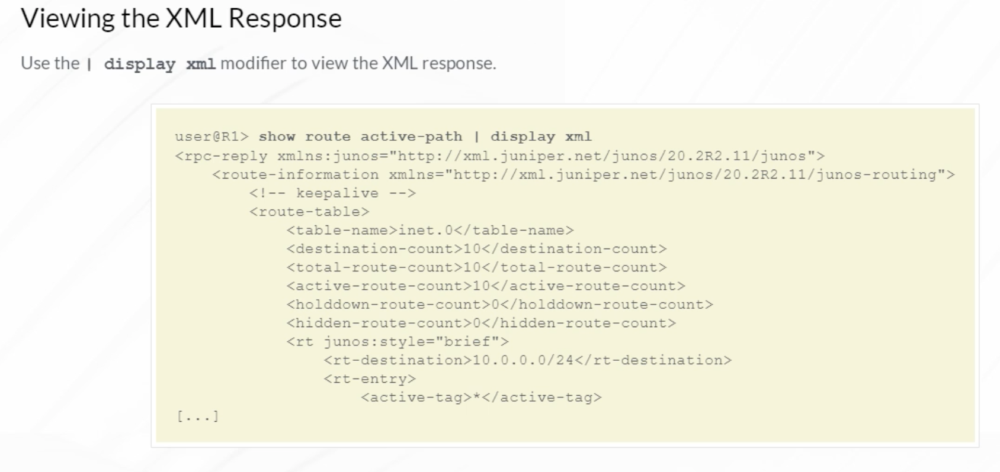 Viewing the XML Response
Use the | display xml modifier to view the XML response.
user@R1> show route active-path | display xml
<rpc-reply xmlns:junos="http://xml.juniper.net/junos/20.2R2.11/junos">
    <route-information xmlns="http://xml.juniper.net/junos/20.2R2.11/junos-routing">
        <!-- keepalive -->
        <route-table>
            <table-name>inet.0</table-name>
            <destination-count>10</destination-count>
            <total-route-count>10</total-route-count>
            <active-route-count>10</active-route-count>
            <holddown-route-count>0</holddown-route-count>
            <hidden-route-count>0</hidden-route-count>
            <rt junos:style="brief">
                <rt-destination>10.0.0.0/24</rt-destination>
                <rt-entry>
                    <active-tag>*</active-tag>
[...]